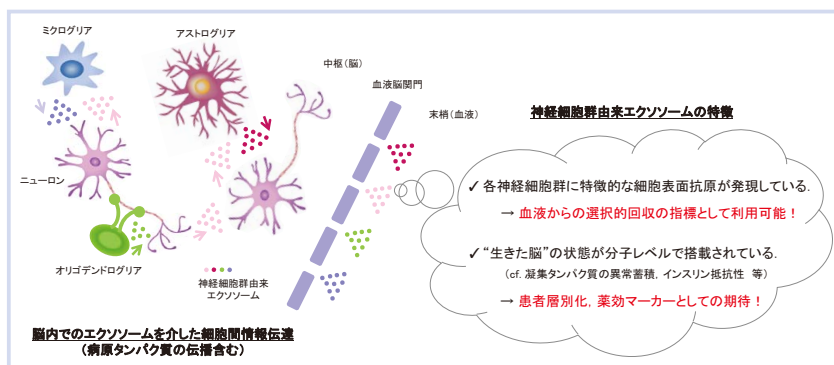 ミクログリア
アストログリア
中枢（脳）
血液脳関門
末梢（血液）
ニューロン
オリゴデンドログリア
神経細胞群由来
エクソソーム
脳内でのエクソソームを介した細胞間情報伝達
（病原タンパク質の伝播含む）
神経細胞群由来エクソソームの特徴
✓ 各神経細胞群に特徴的な細胞表面抗原が発現している.
→ 血液からの選択的回収の指標として利用可能！
✓ “生きた脳”の状態が分子レベルで搭載されている.
（cf. 凝集タンパク質の異常蓄積, インスリン抵抗性 等）
→ 患者層別化, 薬効マーカーとしての期待！